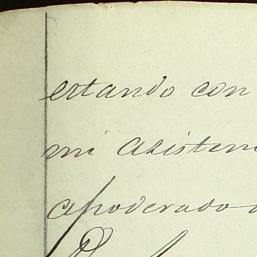 estando con
mi asisten
apoderado